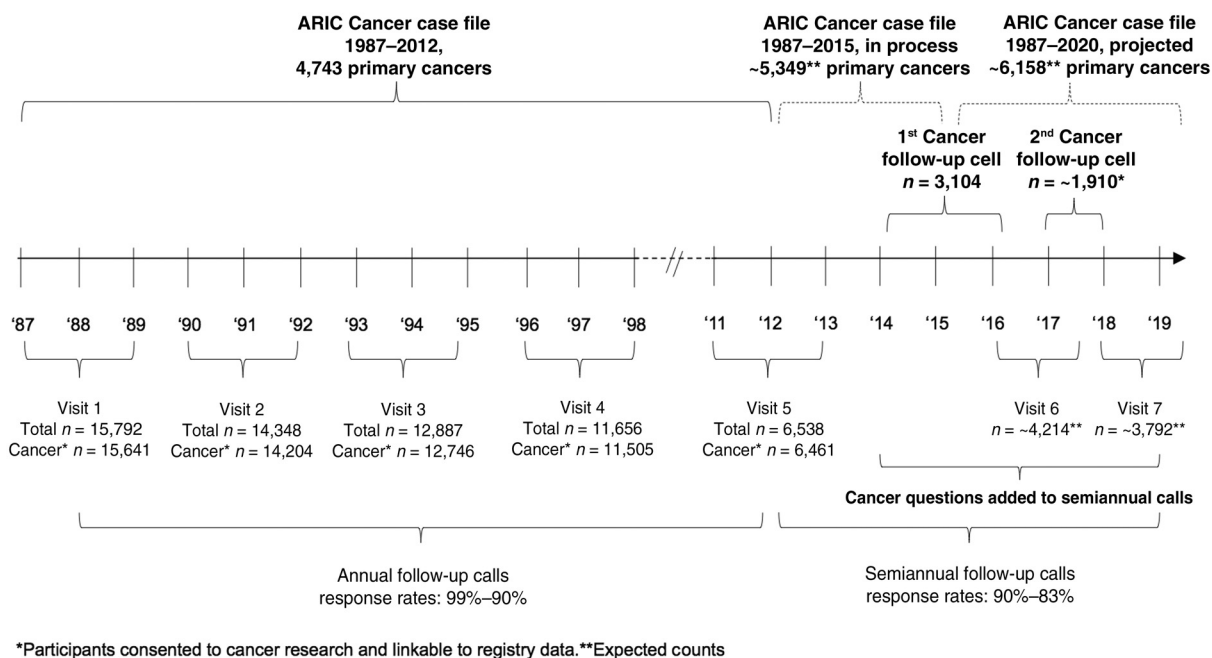 ARIC Cancer case file
1987–2012,
4,743 primary cancers
ARIC Cancer case file
1987–2015, in process
~5,349** primary cancers
ARIC Cancer case file
1987–2020, projected
~6,158** primary cancers
1st Cancer
follow-up cell
n = 3,104
2nd Cancer
follow-up cell
n = ~1,910*
‘87 ‘88 ‘89 ‘90 ‘91 ‘92 ‘93 ‘94 ‘95 ‘96 ‘97 ‘98 ‘11 ‘12 ‘13 ‘14 ‘15 ‘16 ‘17 ‘18 ‘19
Visit 1
Total n = 15,792
Cancer* n = 15,641
Visit 2
Total n = 14,348
Cancer* n = 14,204
Visit 3
Total n = 12,887
Cancer* n = 12,746
Visit 4
Total n = 11,656
Cancer* n = 11,505
Visit 5
Total n = 6,538
Cancer* n = 6,461
Visit 6
n = ~4,214**
Visit 7
n = ~3,792**
Cancer questions added to semiannual calls
Annual follow-up calls
response rates: 99%–90%
Semiannual follow-up calls
response rates: 90%–83%
*Participants consented to cancer research and linkable to registry data.**Expected counts